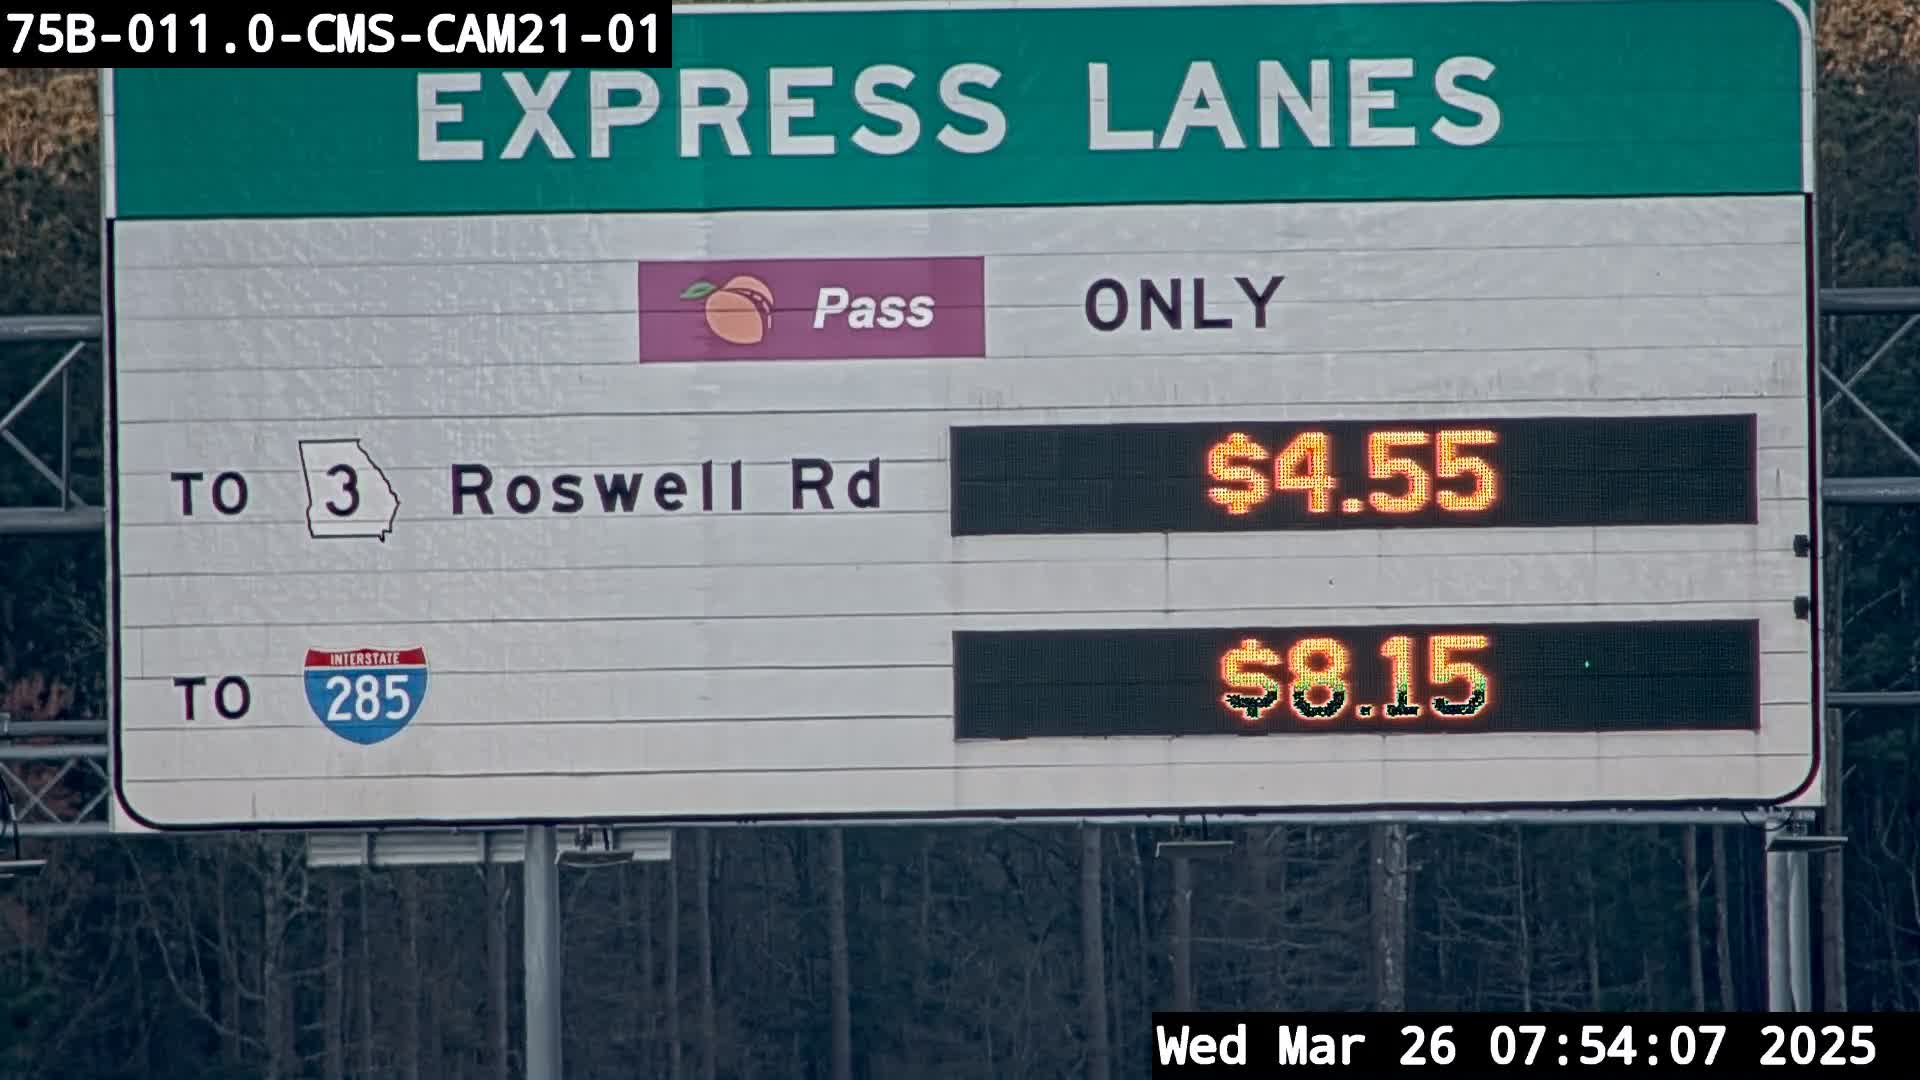 75B-011.0-CMS-CAM21-01
EXPRESS LANES
Pass ONLY
TO 3 Roswell Rd $4.55
INTERSTATE
TO 285 $8.15
Wed Mar 26 07:54:07 2025